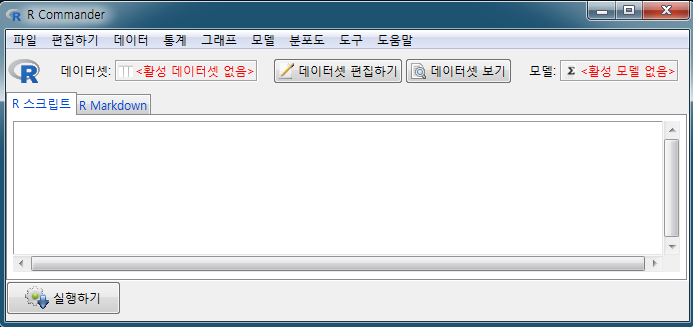 R Commander
파일 편집하기 데이터 통계 그래프 모델 분포도 도구 도움말
R 데이터셋: <활성 데이터셋 없음> 데이터셋 편집하기 데이터셋 보기 모델: Σ <활성 모델 없음>
R 스크립트 R Markdown
실행하기